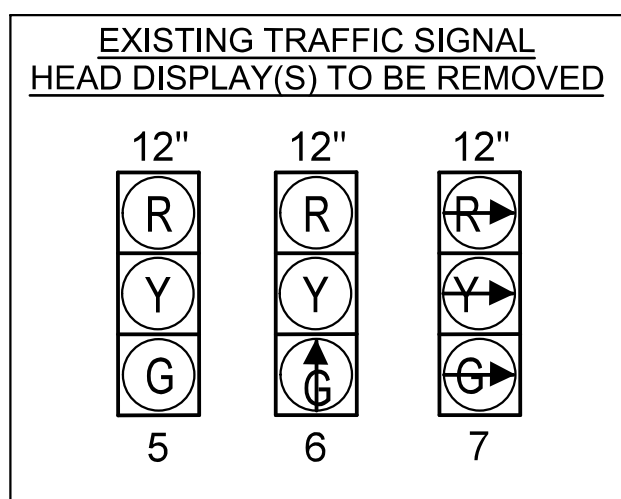 EXISTING TRAFFIC SIGNAL
HEAD DISPLAY(S) TO BE REMOVED
12" 12" 12"
R R R
Y Y Y
G G G
5 6 7